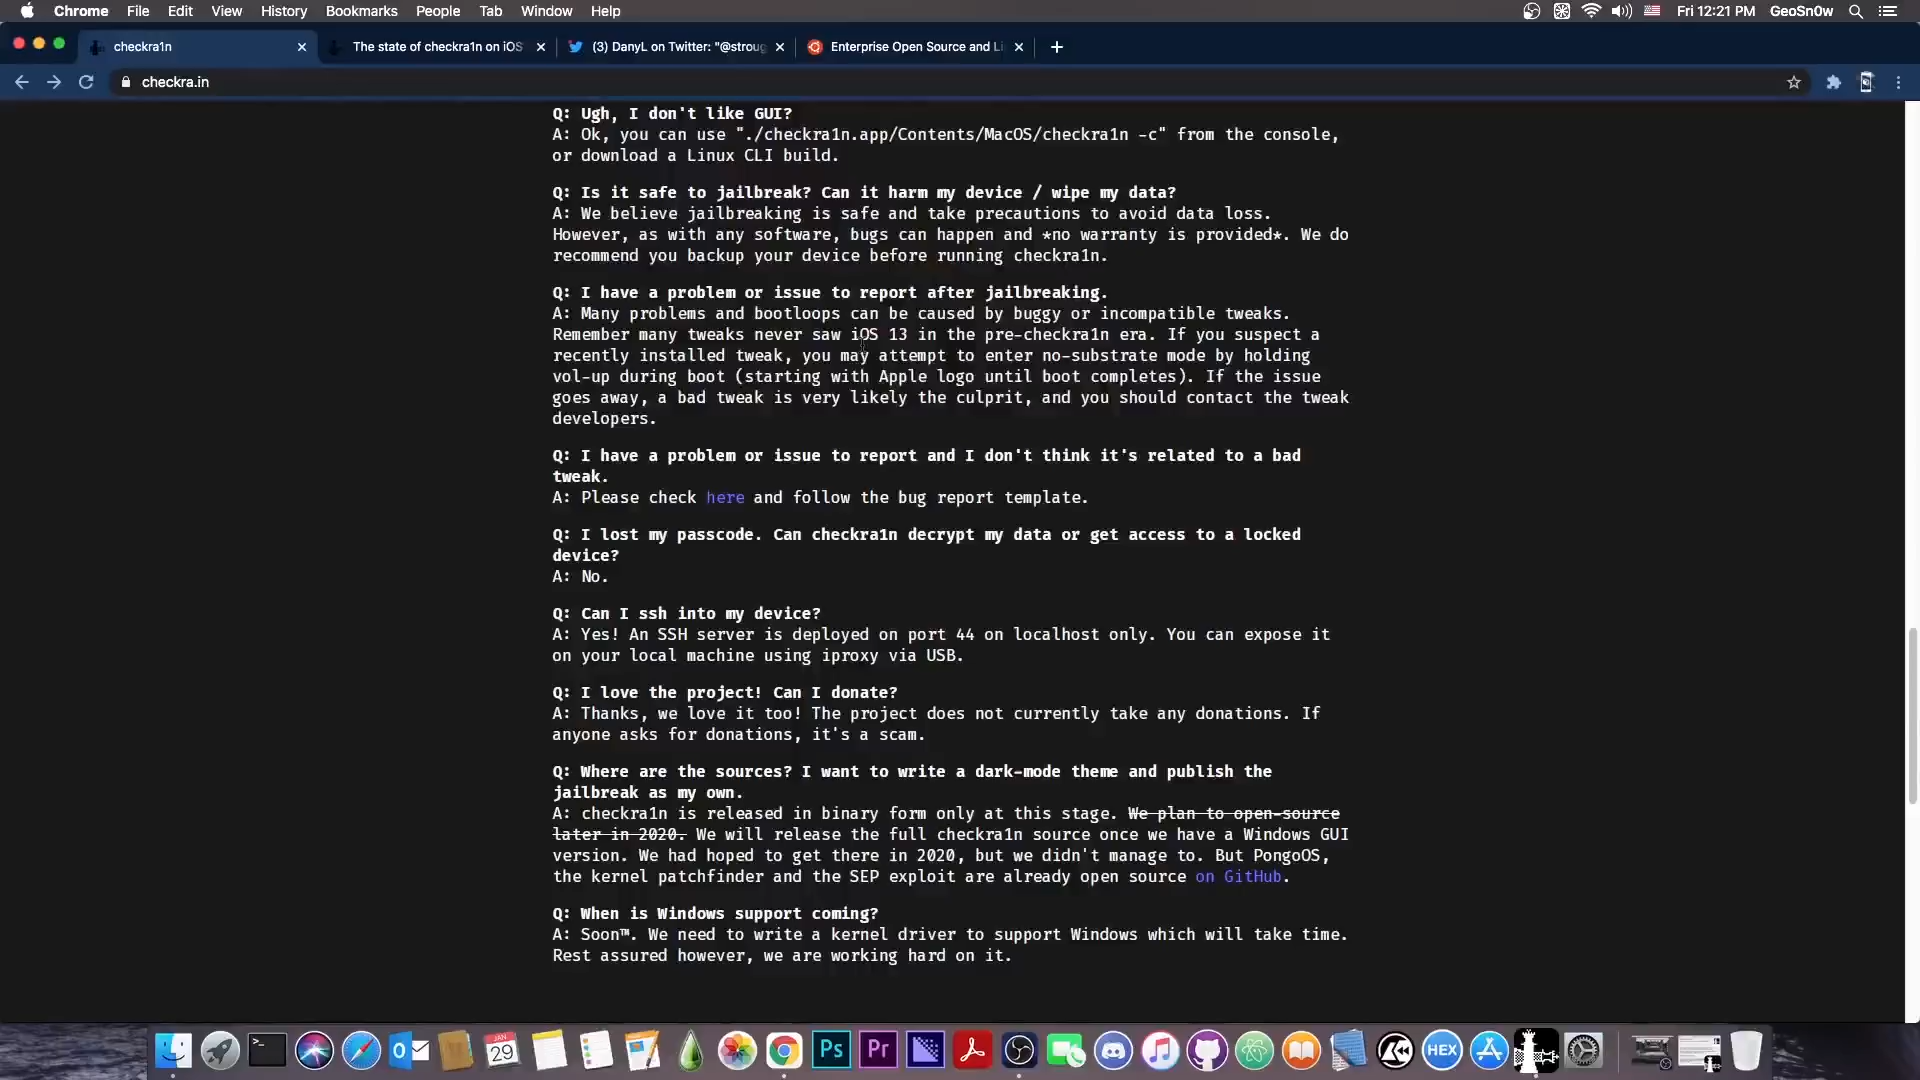 Chrome File Edit View History Bookmarks People Tab Window Help Fri 12:21 PM GeoSn0w
checkra1n The state of checkra1n on iOS (3) DanyL on Twitter: "@stroug Enterprise Open Source and Li
checkra.in
Q: Ugh, I don't like GUI?
A: Ok, you can use "./checkra1n.app/Contents/MacOS/checkra1n -c" from the console,
or download a Linux CLI build.
Q: Is it safe to jailbreak? Can it harm my device / wipe my data?
A: We believe jailbreaking is safe and take precautions to avoid data loss.
However, as with any software, bugs can happen and *no warranty is provided*. We do
recommend you backup your device before running checkra1n.
Q: I have a problem or issue to report after jailbreaking.
A: Many problems and bootloops can be caused by buggy or incompatible tweaks.
Remember many tweaks never saw iOS 13 in the pre-checkra1n era. If you suspect a
recently installed tweak, you may attempt to enter no-substrate mode by holding
vol-up during boot (starting with Apple logo until boot completes). If the issue
goes away, a bad tweak is very likely the culprit, and you should contact the tweak
developers.
Q: I have a problem or issue to report and I don't think it's related to a bad
tweak.
A: Please check here and follow the bug report template.
Q: I lost my passcode. Can checkra1n decrypt my data or get access to a locked
device?
A: No.
Q: Can I ssh into my device?
A: Yes! An SSH server is deployed on port 44 on localhost only. You can expose it
on your local machine using iproxy via USB.
Q: I love the project! Can I donate?
A: Thanks, we love it too! The project does not currently take any donations. If
anyone asks for donations, it's a scam.
Q: Where are the sources? I want to write a dark-mode theme and publish the
jailbreak as my own.
A: checkra1n is released in binary form only at this stage. We plan to open-source
later in 2020. We will release the full checkra1n source once we have a Windows GUI
version. We had hoped to get there in 2020, but we didn't manage to. But PongoOS,
the kernel patchfinder and the SEP exploit are already open source on GitHub.
Q: When is Windows support coming?
A: Soon™. We need to write a kernel driver to support Windows which will take time.
Rest assured however, we are working hard on it.
JAN
29 Ps Pr HEX